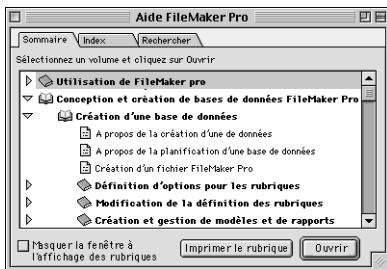 Aide FileMaker Pro
Sommaire Index Rechercher
Sélectionnez un volume et cliquez sur Ouvrir
Utilisation de FileMaker pro
Conception et crèation de bases de données FileMaker Pro
Création d'une base de données
A propos de la création d'une de données
A propos de la planification d'une base de données
Création d'un fichier FileMaker Pro
Définition d'options pour les rubriques
Modification de la définition des rubriques
Création et gestion de modèles et de rapports
Masquer la fenêtre à
l'affichage des rubriques
Imprimer le rubrique
Ouvrir